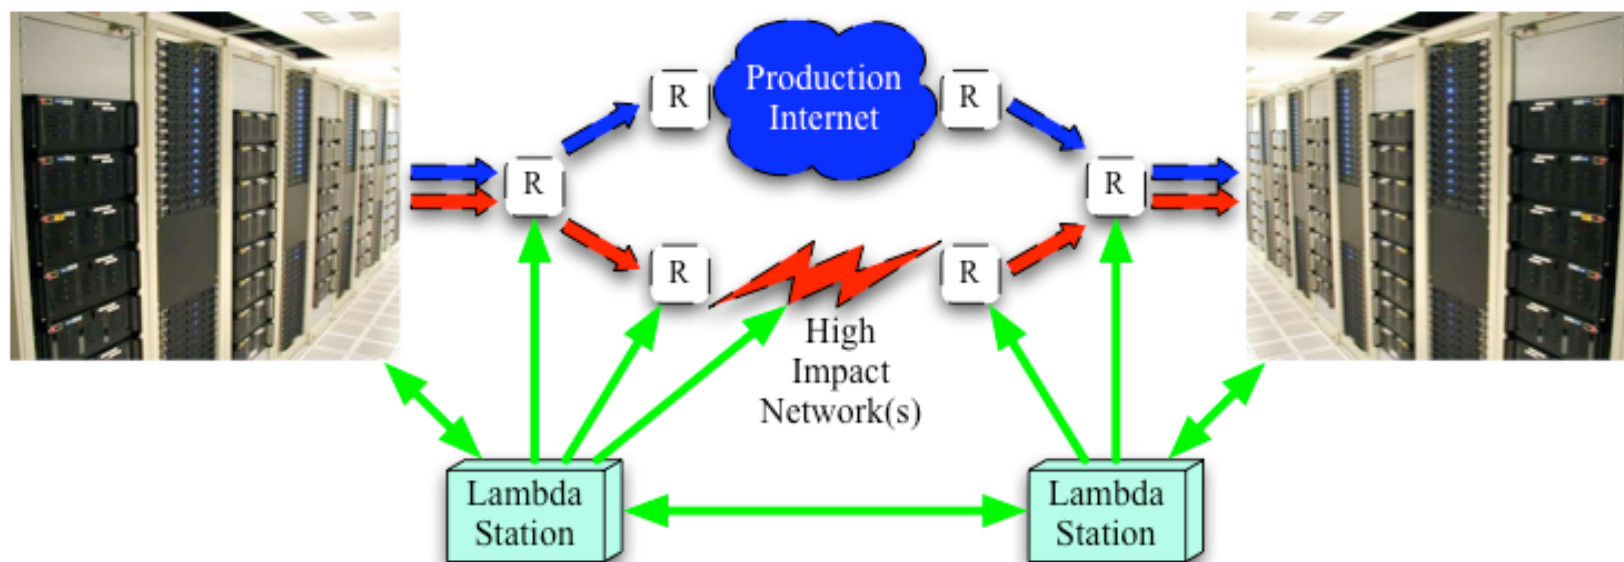 R
Production
Internet
R
R
R
R
R
High
Impact
Network(s)
Lambda
Station
Lambda
Station